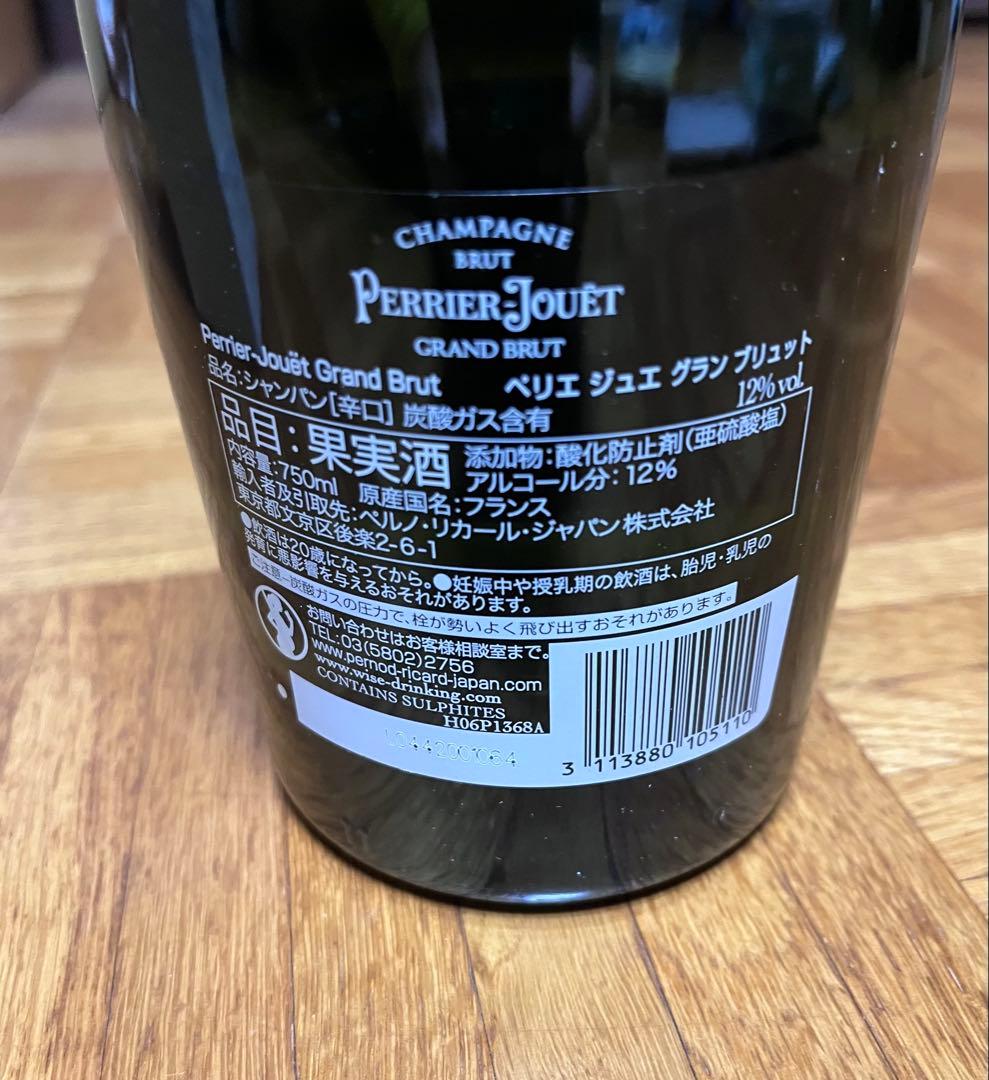 CHAMPAGNE
BRUT
PERRIER-JOUËT
GRAND BRUT
Perrier-Jouët Grand Brut ペリエ ジュエ グラン ブリュット
品名:シャンパン[辛口] 炭酸ガス含有 12% vol.
品目:果実酒 添加物:酸化防止剤(亜硫酸塩)
アルコール分:12%
内容量:750ml 原産国名:フランス
輸入者及引取先:ペルノ・リカール・ジャパン株式会社
東京都文京区後楽2-6-1
●飲酒は20歳になってから。●妊娠中や授乳期の飲酒は、胎児・乳児の
発育に悪影響を与えるおそれがあります。
ご注意-炭酸ガスの圧力で、栓が勢いよく飛び出すおそれがあります。
お問い合わせはお客様相談室まで。
TEL:03(5802)2756
www.pernod-ricard-japan.com
www.wise-drinking.com
CONTAINS SULPHITES
H06P1368A
L0442001064
3 113880 105110